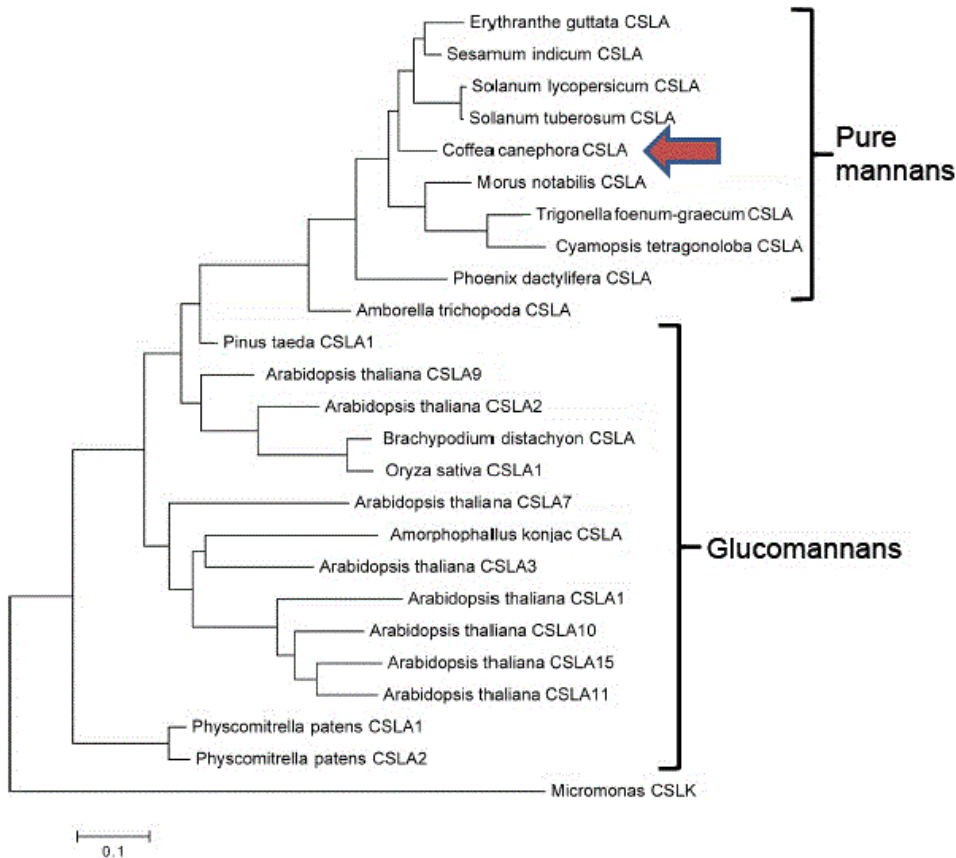 Erythranthe guttata CSLA
Sesamum indicum CSLA
Solanum lycopersicum CSLA
Solanum tuberosum CSLA
Coffea canephora CSLA
Morus notabilis CSLA
Trigonella foenum-graecum CSLA
Cyamopsis tetragonoloba CSLA
Phoenix dactylifera CSLA
Amborella trichopoda CSLA
Pure
mannans
Pinus taeda CSLA1
Arabidopsis thaliana CSLA9
Arabidopsis thaliana CSLA2
Brachypodium distachyon CSLA
Oryza sativa CSLA1
Arabidopsis thaliana CSLA7
Amorphophallus konjac CSLA
Arabidopsis thaliana CSLA3
Arabidopsis thaliana CSLA1
Arabidopsis thaliana CSLA10
Arabidopsis thaliana CSLA15
Arabidopsis thaliana CSLA11
Physcomitrella patens CSLA1
Physcomitrella patens CSLA2
Glucomannans
Micromonas CSLK
0.1